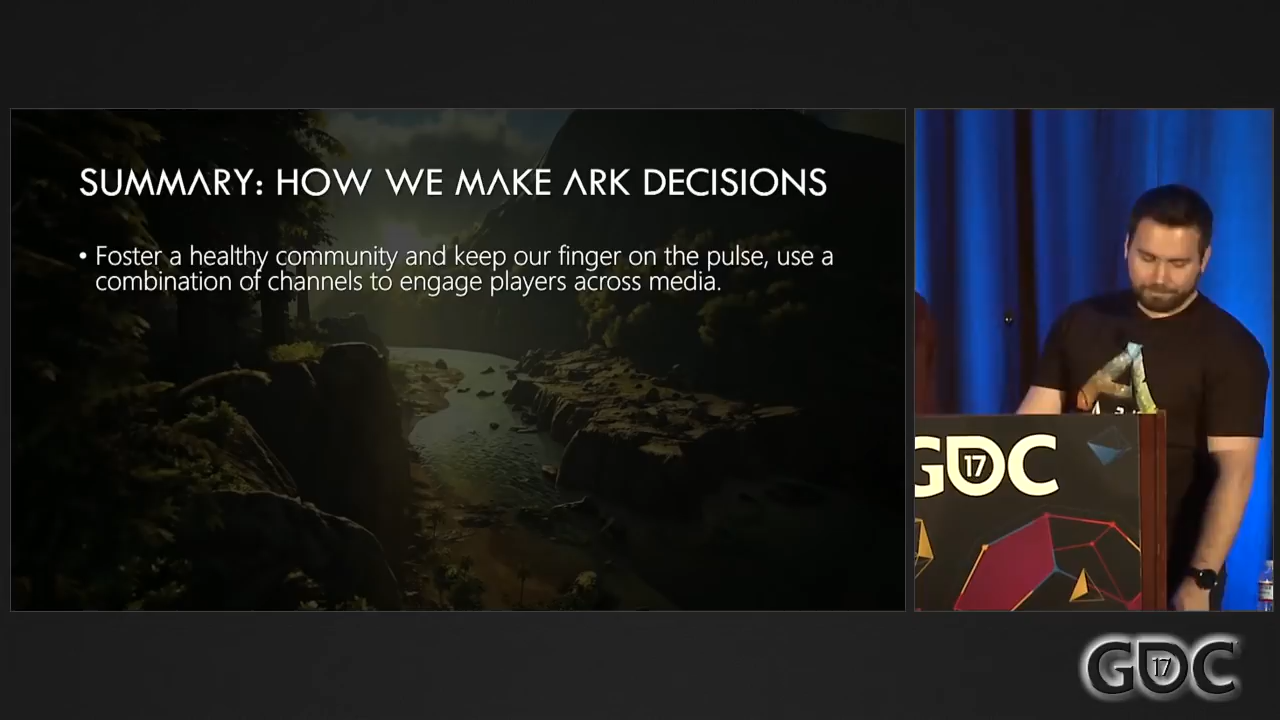 SUMMARY: HOW WE MAKE ARK DECISIONS
• Foster a healthy community and keep our finger on the pulse, use a
combination of channels to engage players across media.
GDC
17
GDC
17